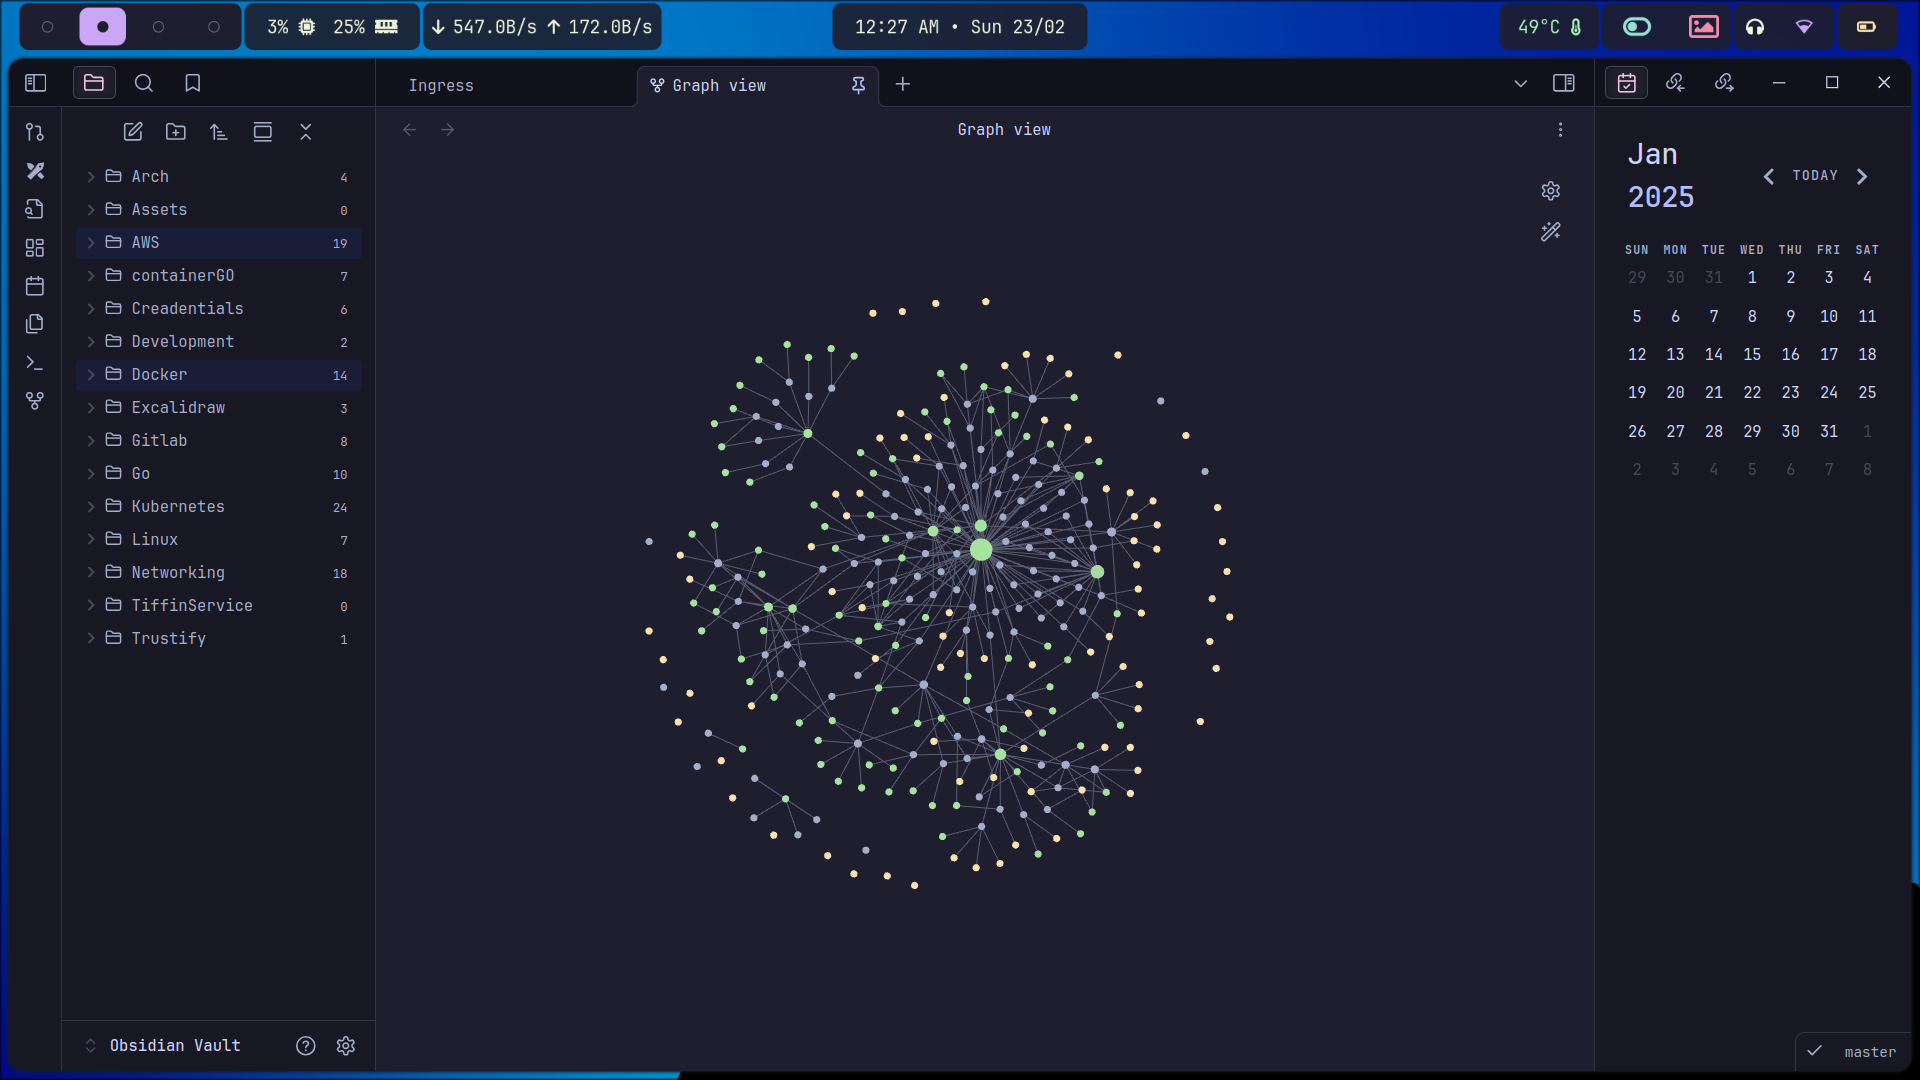 3% 25% 547.0B/s 172.0B/s 12:27 AM • Sun 23/02 49°C
Ingress Graph view
Graph view
Arch 4
Assets 0
AWS 19
containerGO 7
Creadentials 6
Development 2
Docker 14
Excalidraw 3
Gitlab 8
Go 10
Kubernetes 24
Linux 7
Networking 18
TiffinService 0
Trustify 1
Obsidian Vault
Jan
2025
TODAY
SUN MON TUE WED THU FRI SAT
29 30 31 1 2 3 4
5 6 7 8 9 10 11
12 13 14 15 16 17 18
19 20 21 22 23 24 25
26 27 28 29 30 31 1
2 3 4 5 6 7 8
master